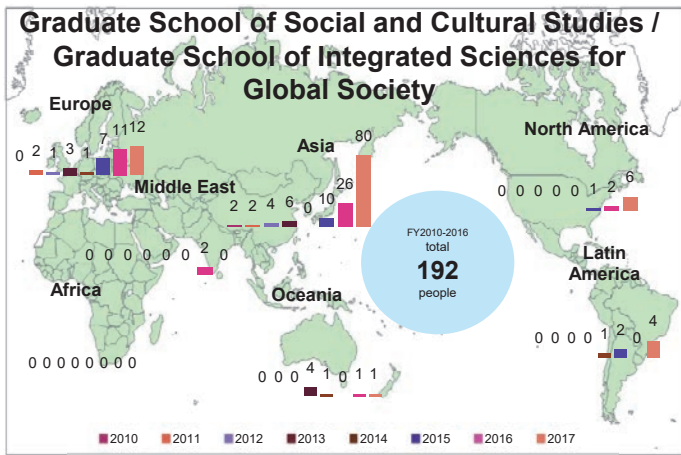 Graduate School of Social and Cultural Studies /
Graduate School of Integrated Sciences for
Global Society
Europe
0 2 1 3 1 7 11 12
Middle East
0 0 0 0 0 0 2 0
Asia
2 2 4 6 0 10 26 80
North America
0 0 0 0 0 1 2 6
FY2010-2016
total
192
people
Africa
0 0 0 0 0 0 0 0
Oceania
0 0 0 4 1 0 1 1
Latin
America
0 0 0 0 1 2 0 4
2010 2011 2012 2013 2014 2015 2016 2017